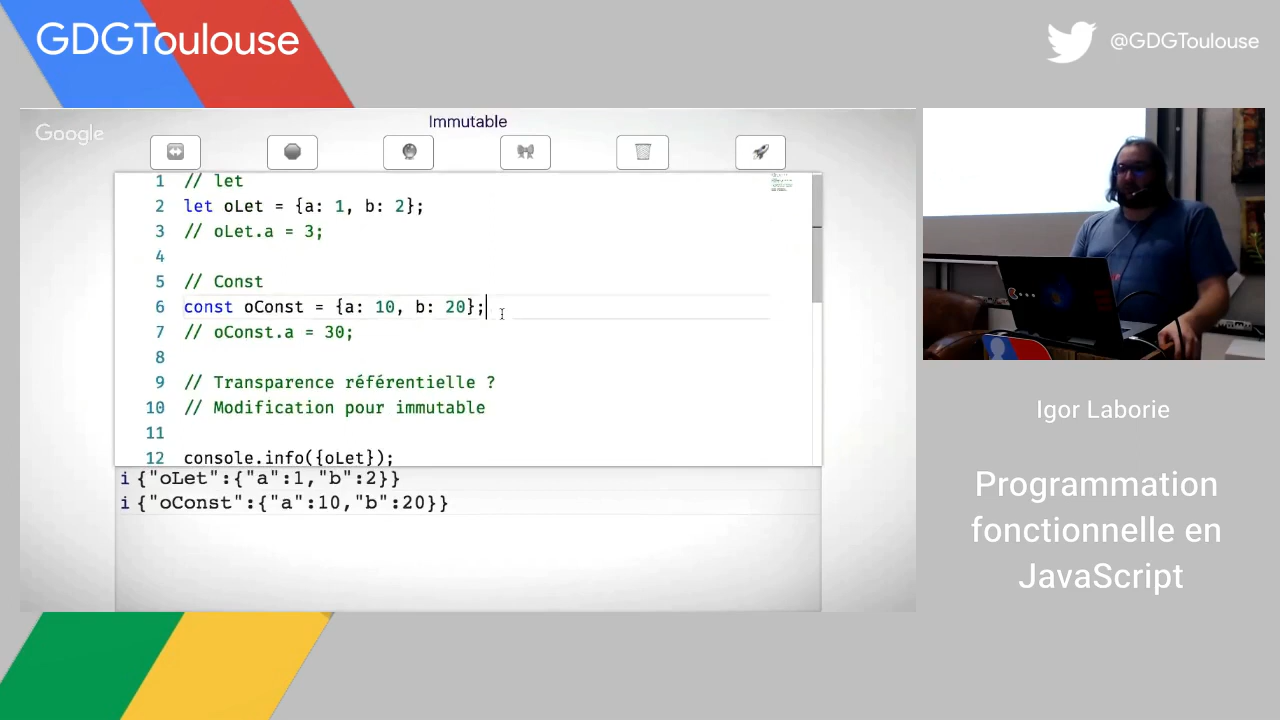 GDGToulouse
@GDGToulouse
Google
Immutable
1 // let
2 let oLet = {a: 1, b: 2};
3 // oLet.a = 3;
4
5 // Const
6 const oConst = {a: 10, b: 20};
7 // oConst.a = 30;
8
9 // Transparence référentielle ?
10 // Modification pour immutable
11
12 console.info({oLet});
i {"oLet":{"a":1,"b":2}}
i {"oConst":{"a":10,"b":20}}
Igor Laborie
Programmation
fonctionnelle en
JavaScript